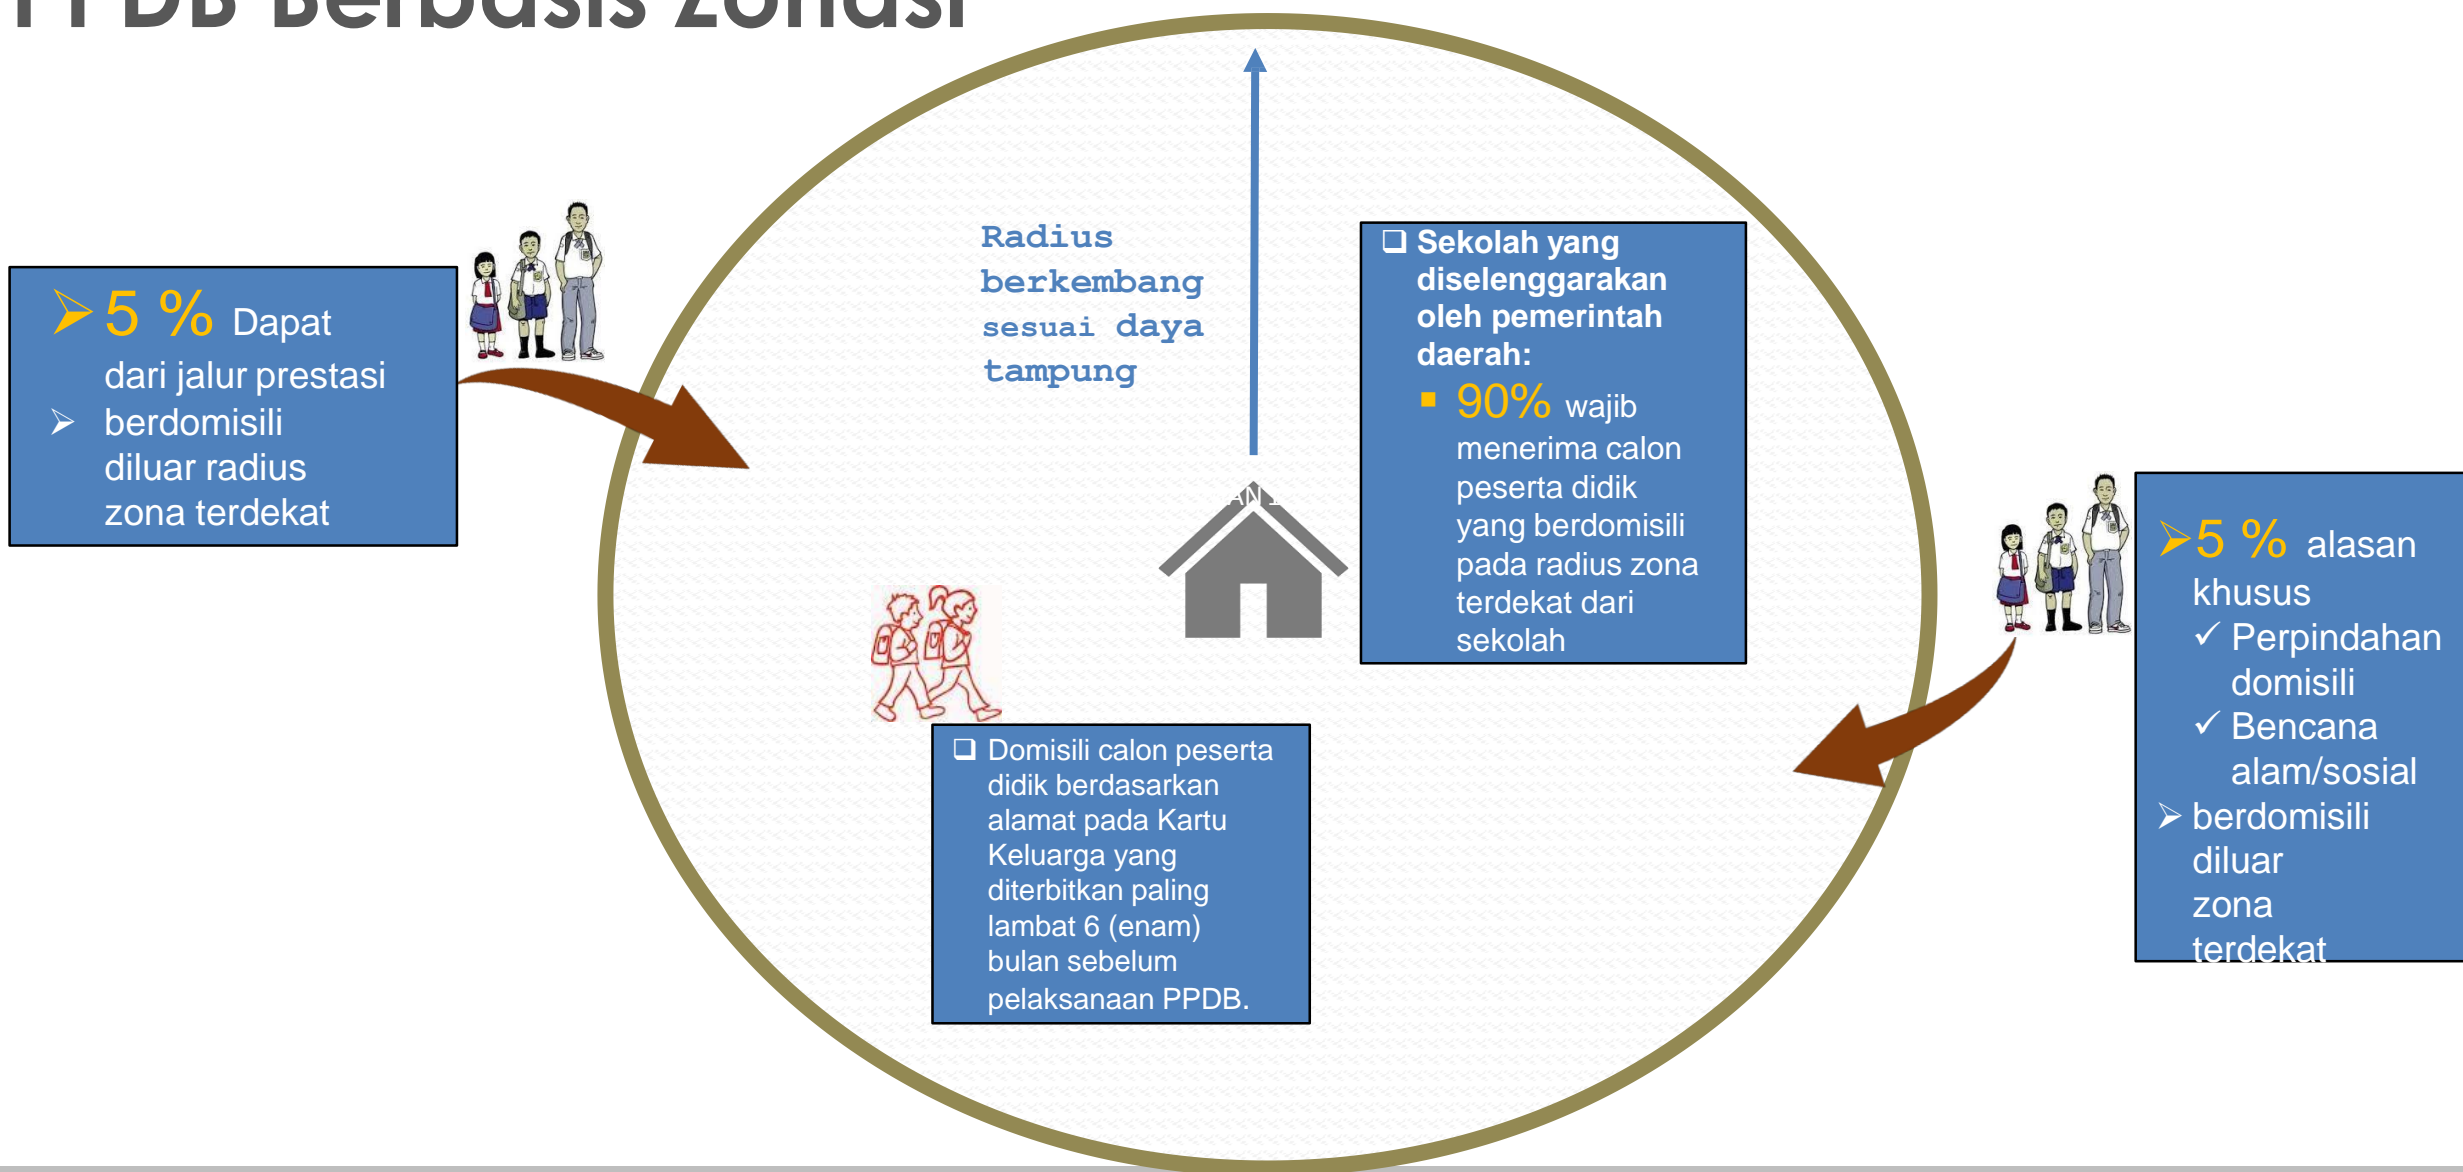 PPDB Berbasis Zonasi
➢ 5 % Dapat
dari jalur prestasi
➢ berdomisili
diluar radius
zona terdekat
Radius
berkembang
sesuai daya
tampung
❑ Sekolah yang
diselenggarakan
oleh pemerintah
daerah:
▪ 90% wajib
menerima calon
peserta didik
yang berdomisili
pada radius zona
terdekat dari
sekolah
❑ Domisili calon peserta
didik berdasarkan
alamat pada Kartu
Keluarga yang
diterbitkan paling
lambat 6 (enam)
bulan sebelum
pelaksanaan PPDB.
➢ 5 % alasan
khusus
✓ Perpindahan
domisili
✓ Bencana
alam/sosial
➢ berdomisili
diluar
zona
terdekat